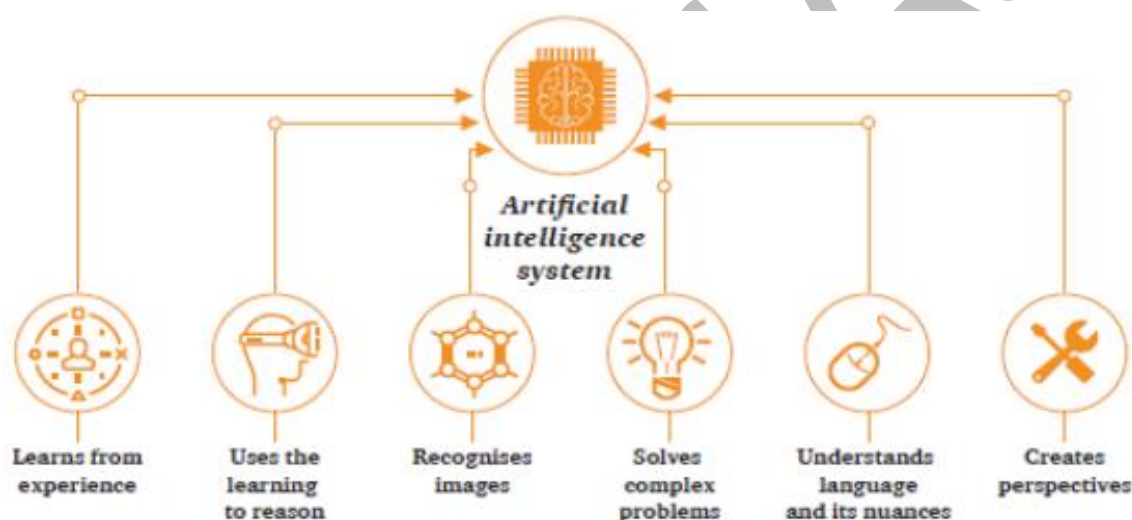 Artificial
intelligence
system
Learns from
experience
Uses the
learning
to reason
Recognises
images
Solves
complex
problems
Understands
language
and its nuances
Creates
perspectives